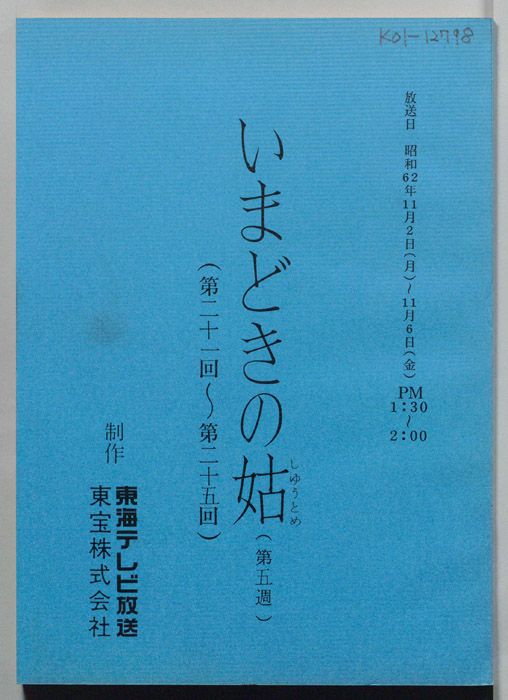 K01-12798
放送日 昭和62年11月2日(月)～11月6日(金)PM1:30～2:00
いまどきの姑(第五週)
しゆうとめ
(第二十一回～第二十五回)
制作
東海テレビ放送
東宝株式会社